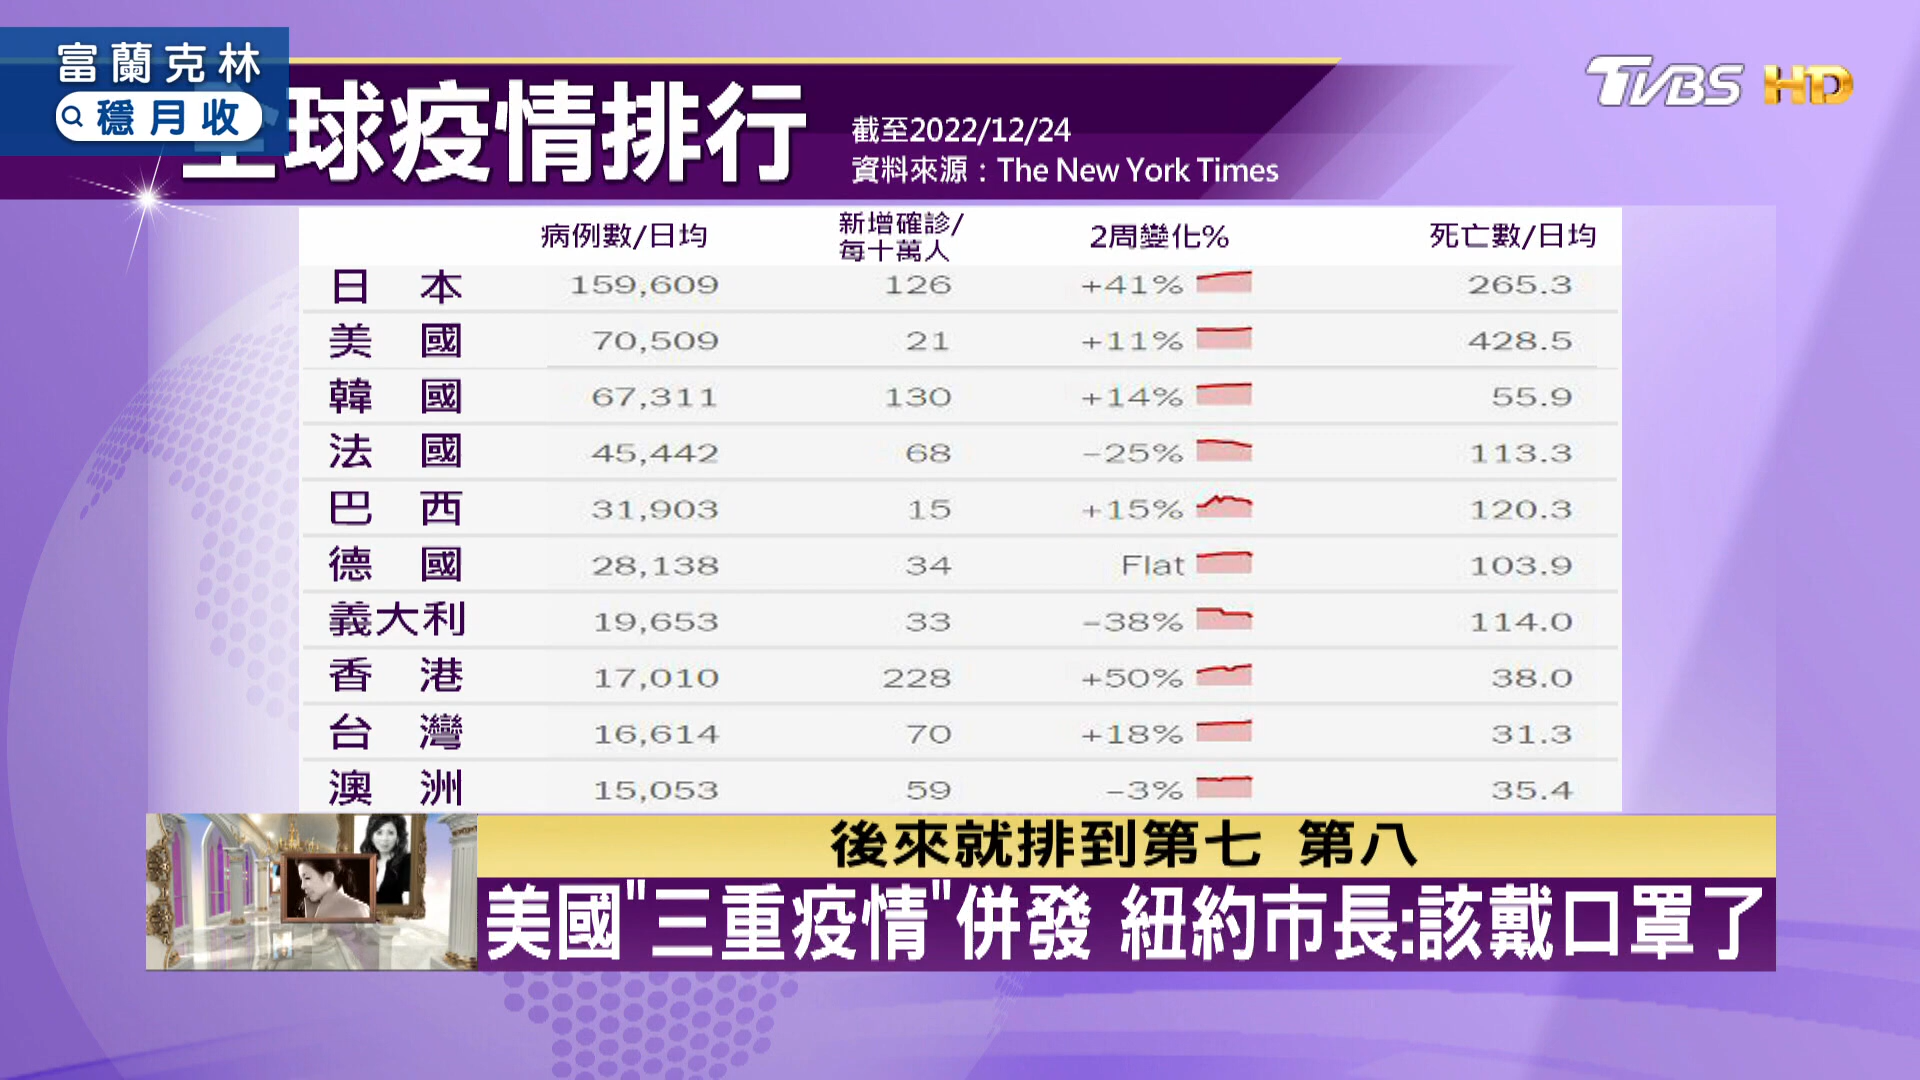 富蘭克林
穩月收
全球疫情排行
截至2022/12/24
資料來源：The New York Times
TVBS HD
病例數/日均 新增確診/每十萬人 2周變化% 死亡數/日均
日本 159,609 126 +41% 265.3
美國 70,509 21 +11% 428.5
韓國 67,311 130 +14% 55.9
法國 45,442 68 -25% 113.3
巴西 31,903 15 +15% 120.3
德國 28,138 34 Flat 103.9
義大利 19,653 33 -38% 114.0
香港 17,010 228 +50% 38.0
台灣 16,614 70 +18% 31.3
澳洲 15,053 59 -3% 35.4
後來就排到第七 第八
美國"三重疫情"併發 紐約市長:該戴口罩了